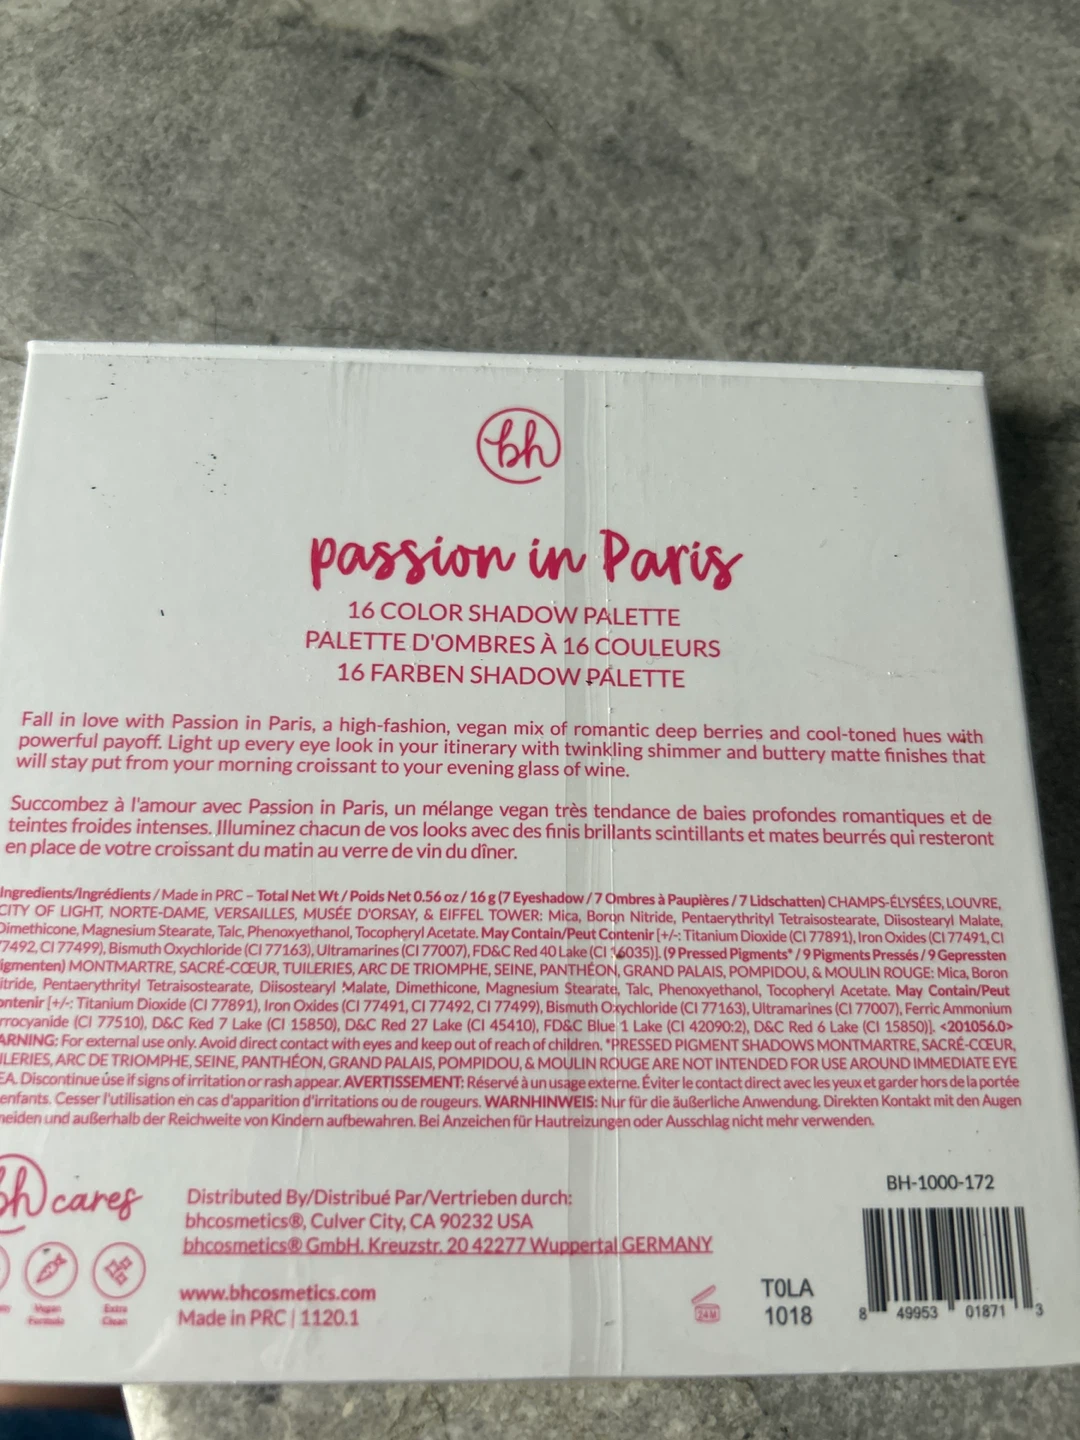 bh
passion in Paris
16 COLOR SHADOW PALETTE
PALETTE D'OMBRES À 16 COULEURS
16 FARBEN SHADOW PALETTE
Fall in love with Passion in Paris, a high-fashion, vegan mix of romantic deep berries and cool-toned hues with
powerful payoff. Light up every eye look in your itinerary with twinkling shimmer and buttery matte finishes that
will stay put from your morning croissant to your evening glass of wine.
Succombez à l'amour avec Passion in Paris, un mélange vegan très tendance de baies profondes romantiques et de
teintes froides intenses. Illuminez chacun de vos looks avec des finis brillants scintillants et mates beurrés qui resteront
en place de votre croissant du matin au verre de vin du dîner.
Ingredients/Ingrédients / Made in PRC – Total Net Wt / Poids Net 0.56 oz / 16 g (7 Eyeshadow / 7 Ombres à Paupières / 7 Lidschatten) CHAMPS-ÉLYSÉES, LOUVRE,
CITY OF LIGHT, NORTE-DAME, VERSAILLES, MUSÉE D'ORSAY, & EIFFEL TOWER: Mica, Boron Nitride, Pentaerythrityl Tetraisostearate, Diisostearyl Malate,
Dimethicone, Magnesium Stearate, Talc, Phenoxyethanol, Tocopheryl Acetate. May Contain/Peut Contenir [+/-: Titanium Dioxide (CI 77891), Iron Oxides (CI 77491, CI
77492, CI 77499), Bismuth Oxychloride (CI 77163), Ultramarines (CI 77007), FD&C Red 40 Lake (CI 16035)]. (9 Pressed Pigments* / 9 Pigments Pressés / 9 Gepressten
igmenten) MONTMARTRE, SACRÉ-CŒUR, TUILERIES, ARC DE TRIOMPHE, SEINE, PANTHÉON, GRAND PALAIS, POMPIDOU, & MOULIN ROUGE: Mica, Boron
itride, Pentaerythrityl Tetraisostearate, Diisostearyl Malate, Dimethicone, Magnesium Stearate, Talc, Phenoxyethanol, Tocopheryl Acetate. May Contain/Peut
ontenir [+/-: Titanium Dioxide (CI 77891), Iron Oxides (CI 77491, CI 77492, CI 77499), Bismuth Oxychloride (CI 77163), Ultramarines (CI 77007), Ferric Ammonium
rrocyanide (CI 77510), D&C Red 7 Lake (CI 15850), D&C Red 27 Lake (CI 45410), FD&C Blue 1 Lake (CI 42090:2), D&C Red 6 Lake (CI 15850)]. <201056.0>
ARNING: For external use only. Avoid direct contact with eyes and keep out of reach of children. *PRESSED PIGMENT SHADOWS MONTMARTRE, SACRÉ-CŒUR,
ILERIES, ARC DE TRIOMPHE, SEINE, PANTHÉON, GRAND PALAIS, POMPIDOU, & MOULIN ROUGE ARE NOT INTENDED FOR USE AROUND IMMEDIATE EYE
EA. Discontinue use if signs of irritation or rash appear. AVERTISSEMENT: Réservé à un usage externe. Éviter le contact direct avec les yeux et garder hors de la portée
enfants. Cesser l'utilisation en cas d'apparition d'irritations ou de rougeurs. WARNHINWEIS: Nur für die äußerliche Anwendung. Direkten Kontakt mit den Augen
neiden und außerhalb der Reichweite von Kindern aufbewahren. Bei Anzeichen für Hautreizungen oder Ausschlag nicht mehr verwenden.
bh cares
Vegan
Formula
Extra
Clean
Distributed By/Distribué Par/Vertrieben durch:
bhcosmetics®, Culver City, CA 90232 USA
bhcosmetics® GmbH. Kreuzstr. 20 42277 Wuppertal GERMANY
www.bhcosmetics.com
Made in PRC | 1120.1
24M
T0LA
1018
BH-1000-172
8 49953 01871 3